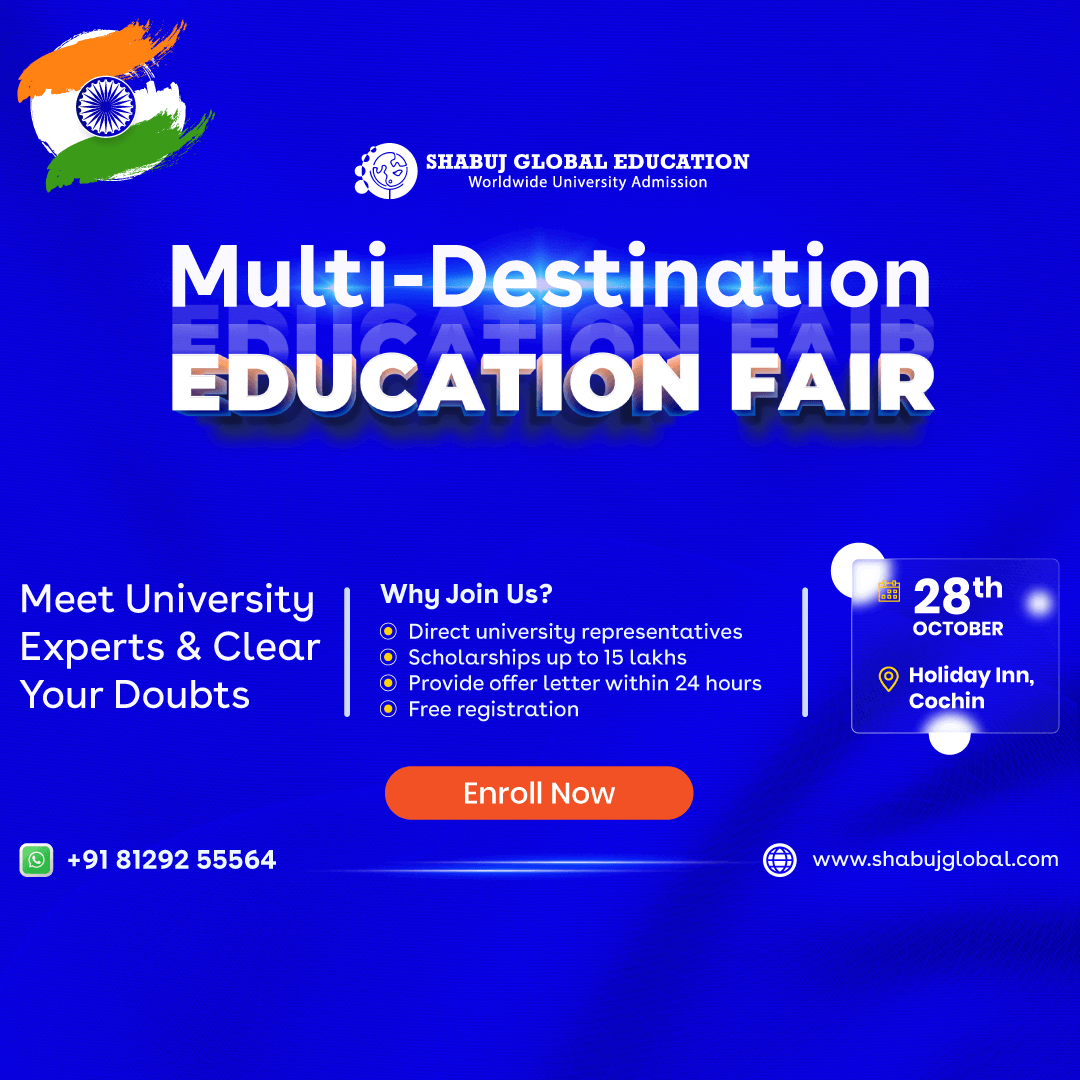 SHABUJ GLOBAL EDUCATION
Worldwide University Admission
Multi-Destination
EDUCATION FAIR
EDUCATION FAIR
Meet University
Experts & Clear
Your Doubts
Why Join Us?
Direct university representatives
Scholarships up to 15 lakhs
Provide offer letter within 24 hours
Free registration
28th
OCTOBER
Holiday Inn,
Cochin
Enroll Now
+91 81292 55564
www.shabujglobal.com